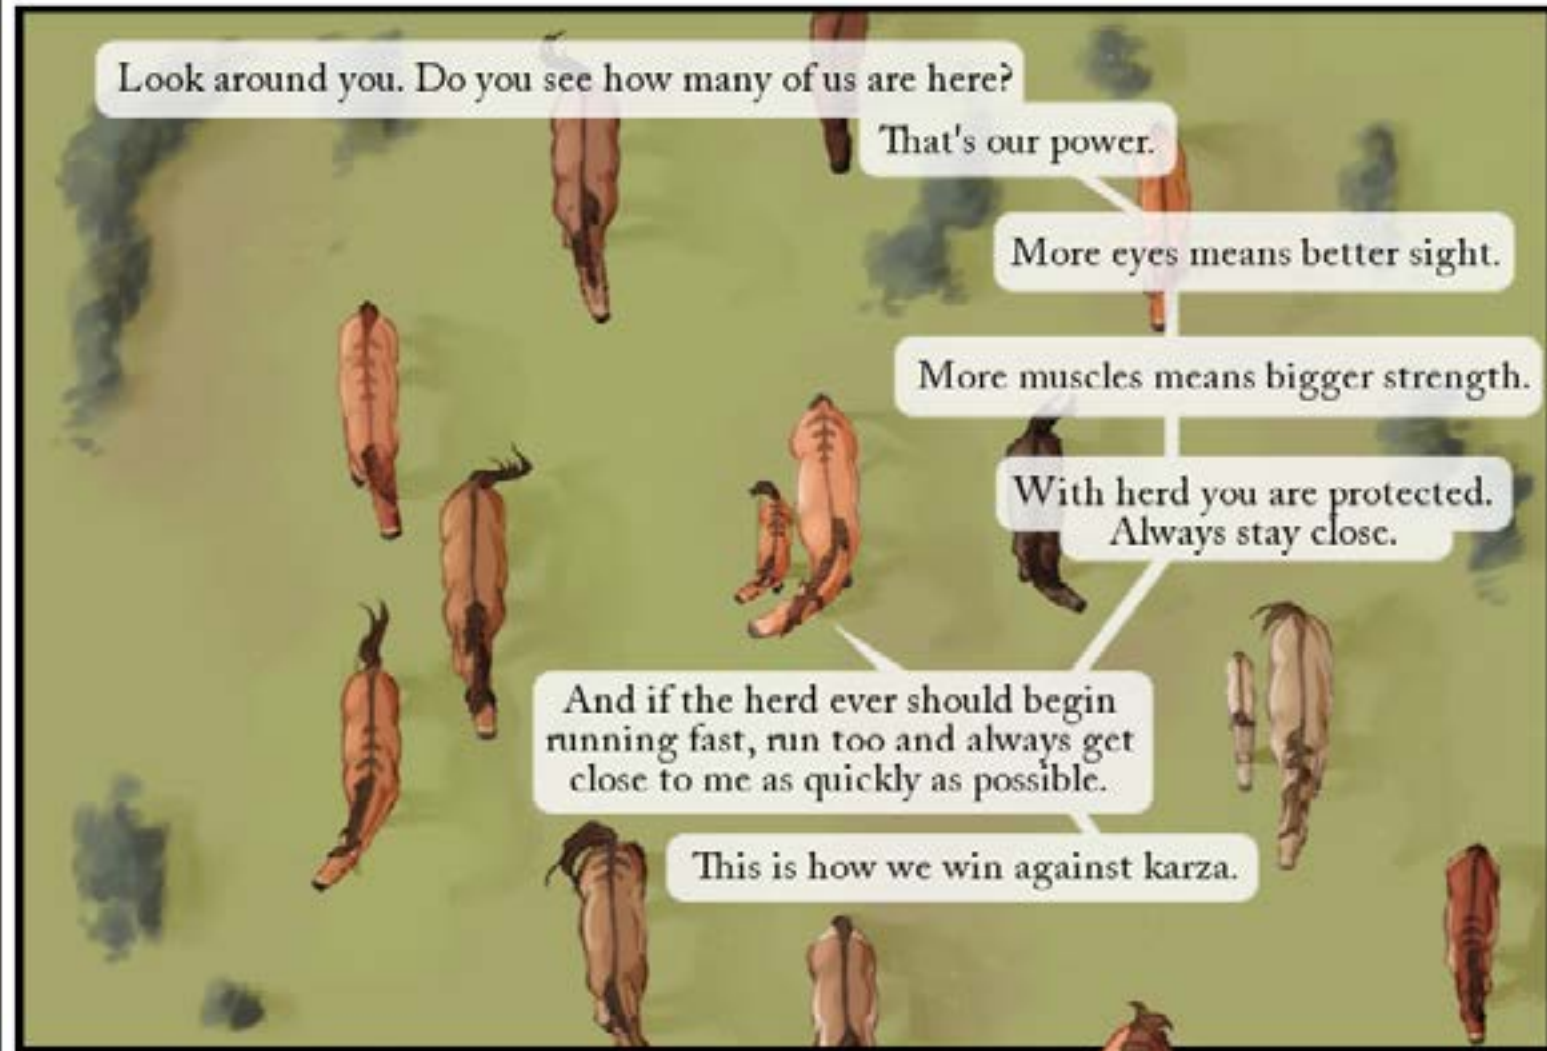 Look around you. Do you see how many of us are here?
That's our power.
More eyes means better sight.
More muscles means bigger strength.
With herd you are protected.
Always stay close.
And if the herd ever should begin
running fast, run too and always get
close to me as quickly as possible.
This is how we win against karza.